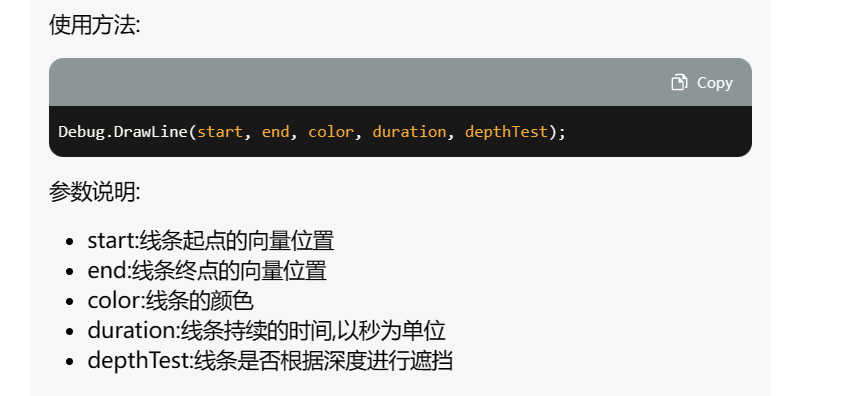 使用方法:
Copy
Debug.DrawLine(start, end, color, duration, depthTest);
参数说明:
• start:线条起点的向量位置
• end:线条终点的向量位置
• color:线条的颜色
• duration:线条持续的时间,以秒为单位
• depthTest:线条是否根据深度进行遮挡